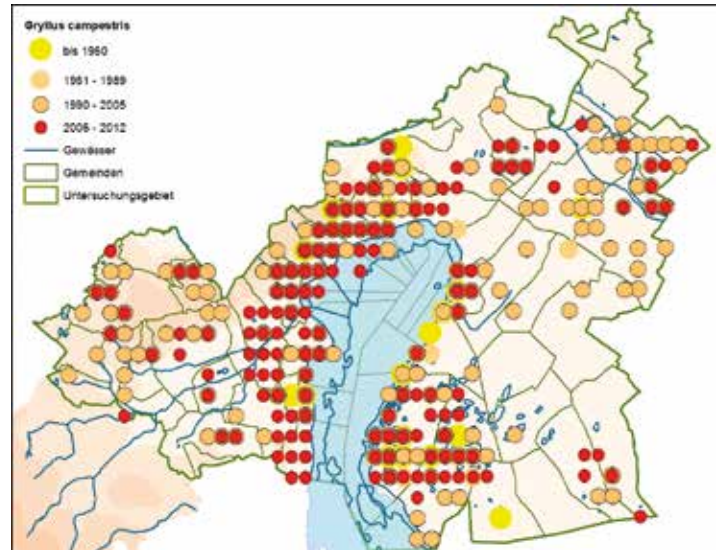 Gryllus campestris
bis 1960
1961 - 1989
1990 - 2005
2006 - 2012
Gewässer
Gemeinden
Untersuchungsgebiet